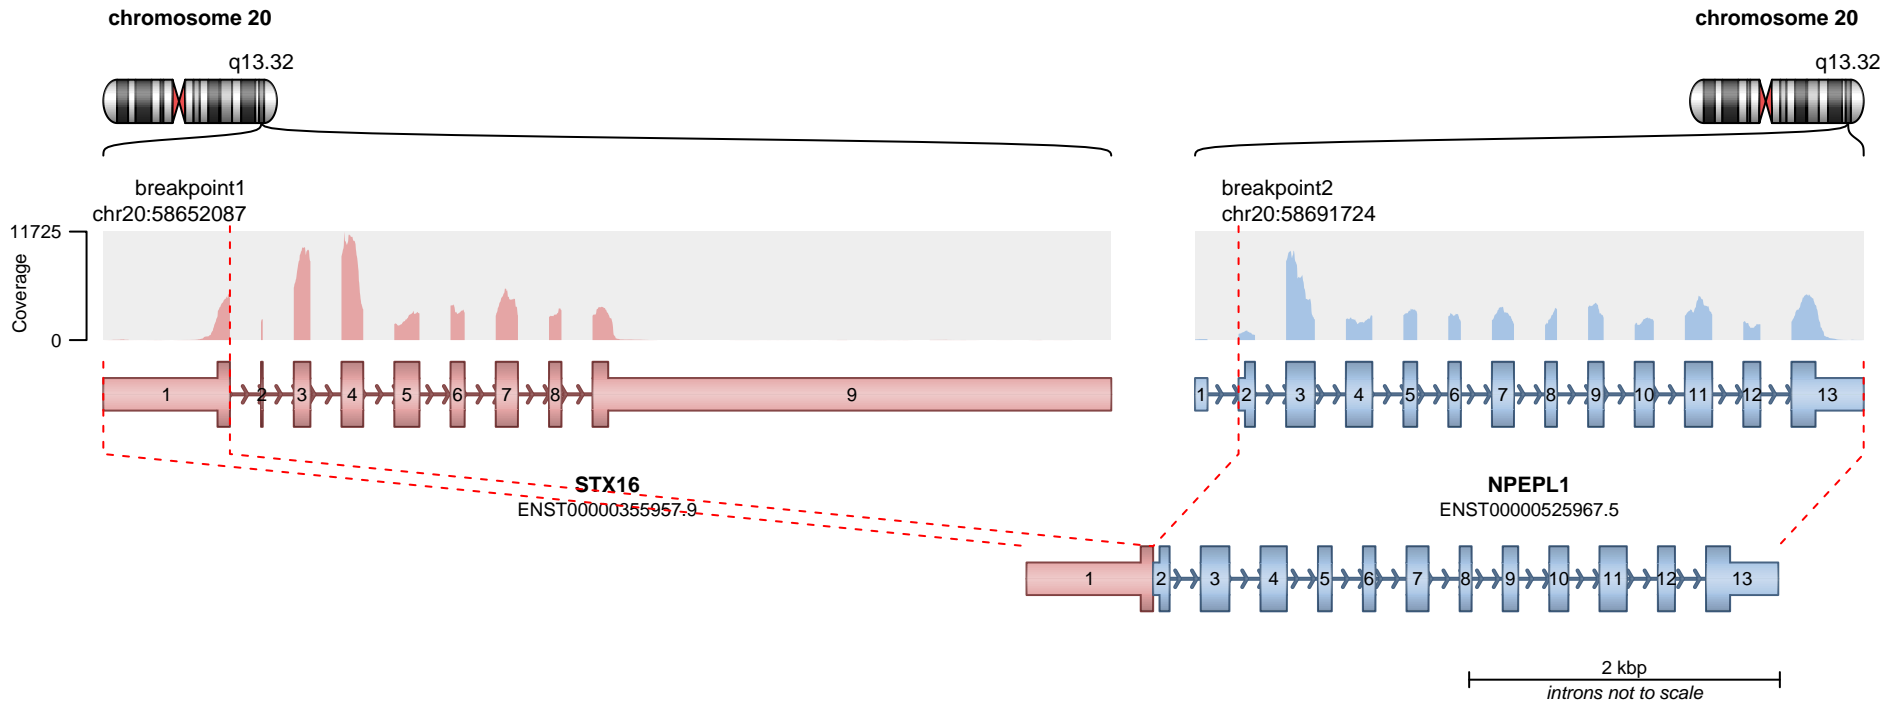 chromosome 20
chromosome 20
q13.32
q13.32
breakpoint1
chr20:58652087
breakpoint2
chr20:58691724
11725
Coverage
0
1 2 3 4 5 6 7 8 9
1 2 3 4 5 6 7 8 9 10 11 12 13
STX16
ENST00000355957.9
NPEPL1
ENST00000525967.5
1 2 3 4 5 6 7 8 9 10 11 12 13
2 kbp
introns not to scale